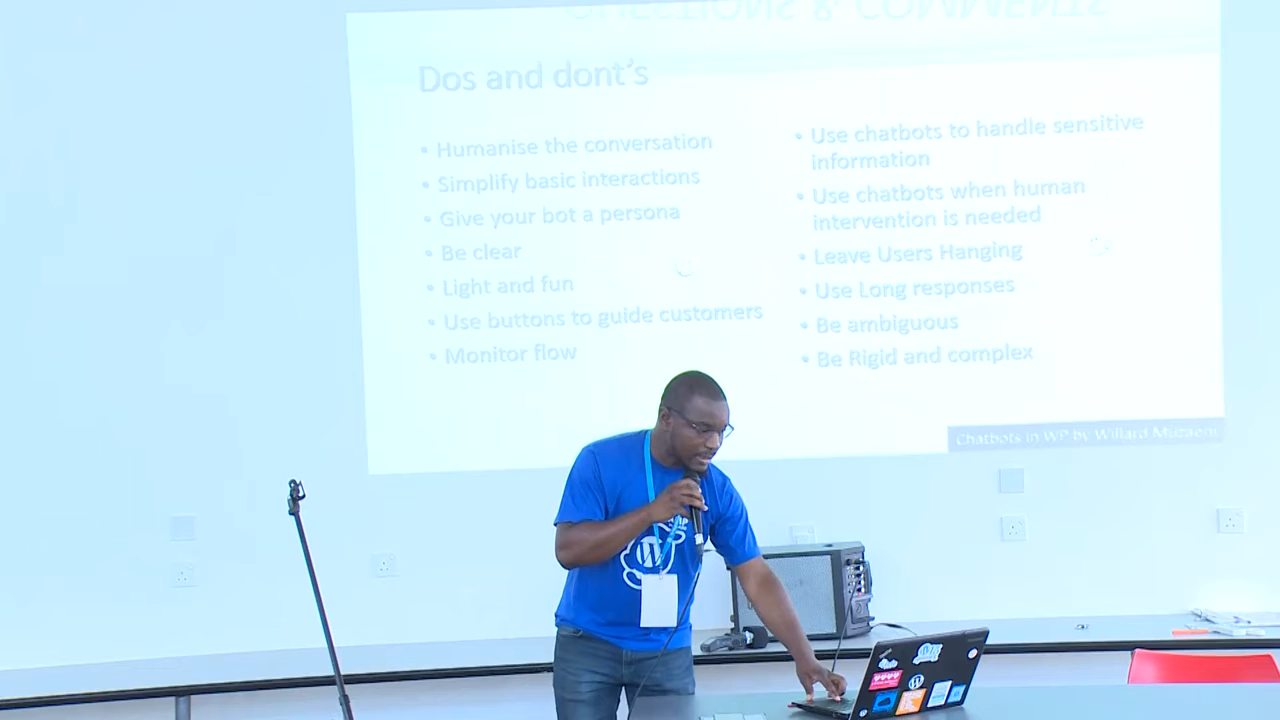 QUESTIONS & COMMENTS
Dos and dont's
• Humanise the conversation
• Simplify basic interactions
• Give your bot a persona
• Be clear
• Light and fun
• Use buttons to guide customers
• Monitor flow
• Use chatbots to handle sensitive
information
• Use chatbots when human
intervention is needed
• Leave Users Hanging
• Use Long responses
• Be ambiguous
• Be Rigid and complex
Chatbots in WP by Willard